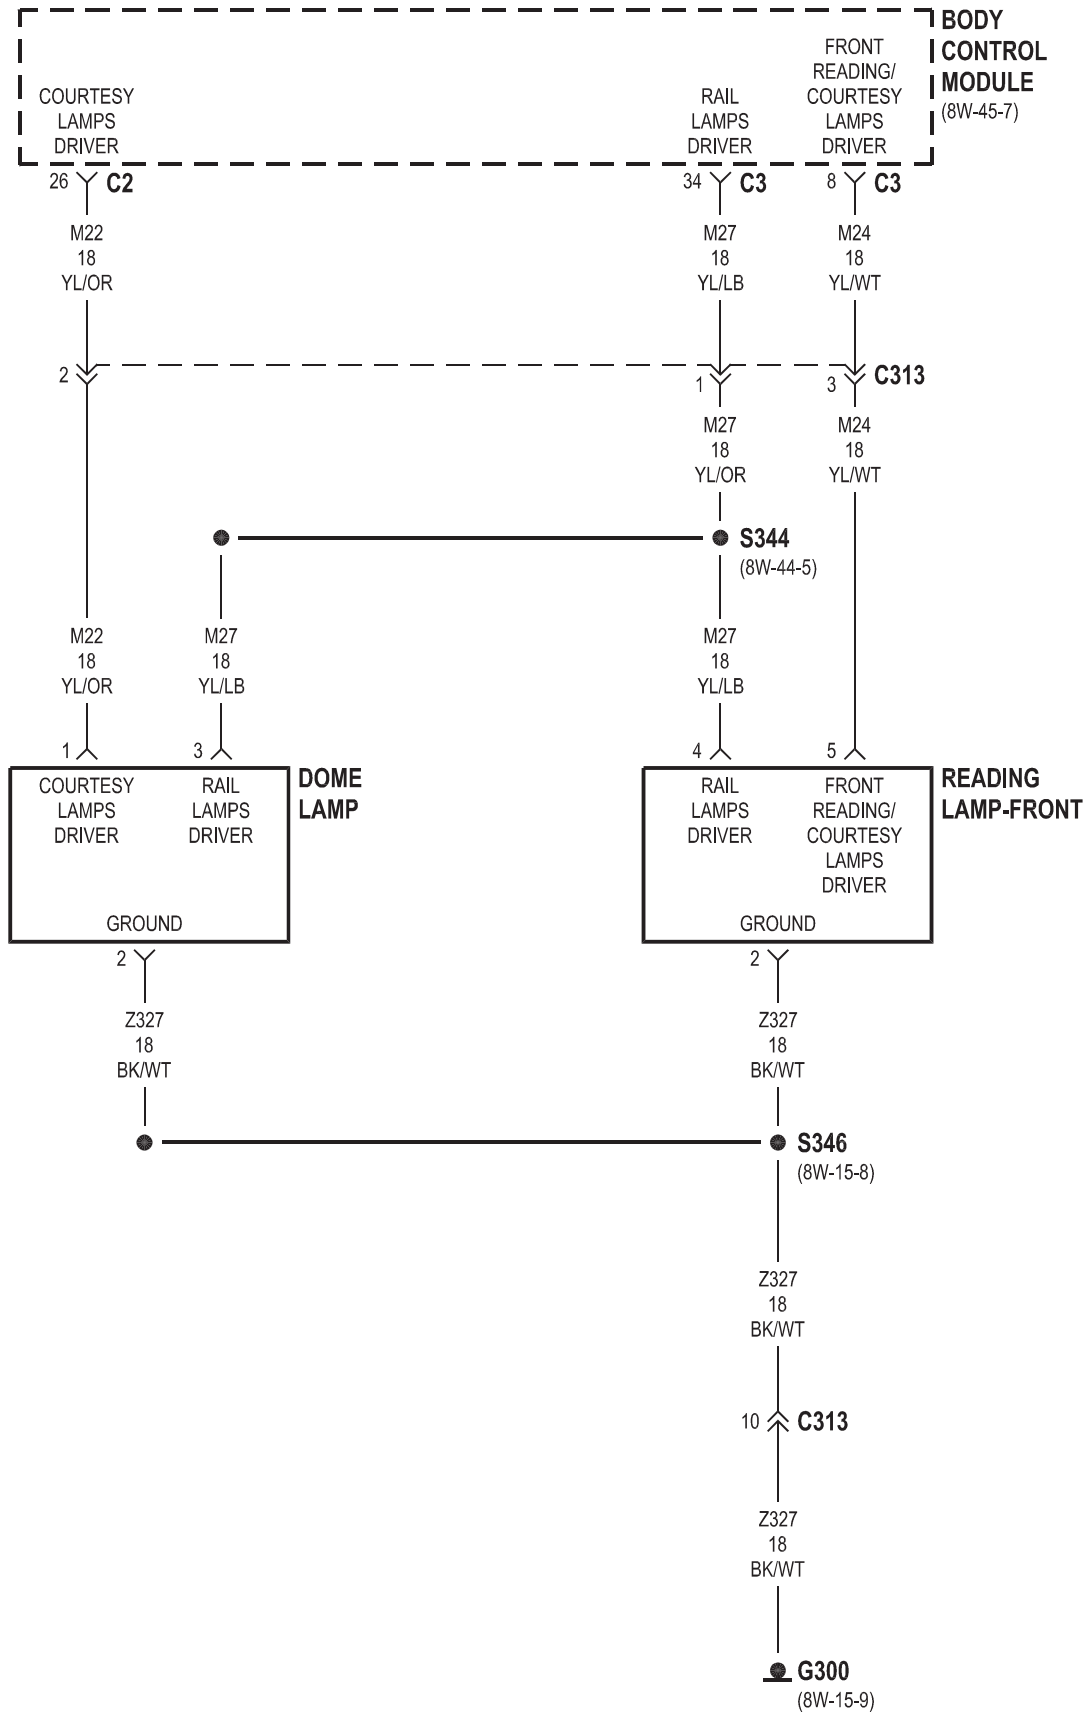 BODY
CONTROL
MODULE
(8W-45-7)
COURTESY
LAMPS
DRIVER
RAIL
LAMPS
DRIVER
FRONT
READING/
COURTESY
LAMPS
DRIVER
26 C2
34 C3
8 C3
M22
18
YL/OR
M27
18
YL/LB
M24
18
YL/WT
2
1
3 C313
M27
18
YL/OR
M24
18
YL/WT
S344
(8W-44-5)
M22
18
YL/OR
M27
18
YL/LB
M27
18
YL/LB
1
3
4
5
COURTESY
LAMPS
DRIVER
RAIL
LAMPS
DRIVER
GROUND
DOME
LAMP
RAIL
LAMPS
DRIVER
FRONT
READING/
COURTESY
LAMPS
DRIVER
GROUND
READING
LAMP-FRONT
2
2
Z327
18
BK/WT
Z327
18
BK/WT
S346
(8W-15-8)
Z327
18
BK/WT
10 C313
Z327
18
BK/WT
G300
(8W-15-9)